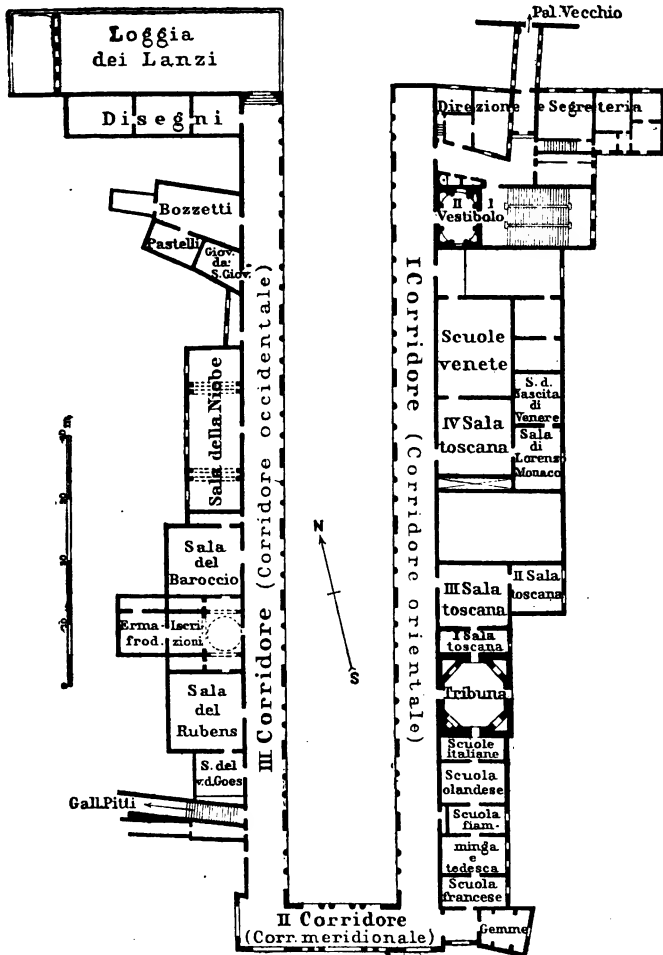 Pal. Vecchio
Loggia
dei Lanzi
Disegni
Direzione e Segreteria
II
I
Vestibolo
Bozzetti
Pastelli
Giov.
da
S. Giov.
Sala della Niobe
Sala
del
Baroccio
Erma-
frod.
Iscri-
zioni
Sala
del
Rubens
S. del
v.d. Goes
Gall. Pitti
III Corridore (Corridore occidentale)
N
S
I Corridore (Corridore orientale)
Scuole
venete
S. d.
Nascita
di
Venere
IV Sala
toscana
Sala
di
Lorenz
Monaco
III Sala
toscana
II Sala
toscana
I Sala
toscana
Tribuna
Scuole
Italiane
Scuola
olandese
Scuola
fiam-
minga
e
tedesca
Scuola
francese
Gemme
II Corridore
(Corr. meridionale)